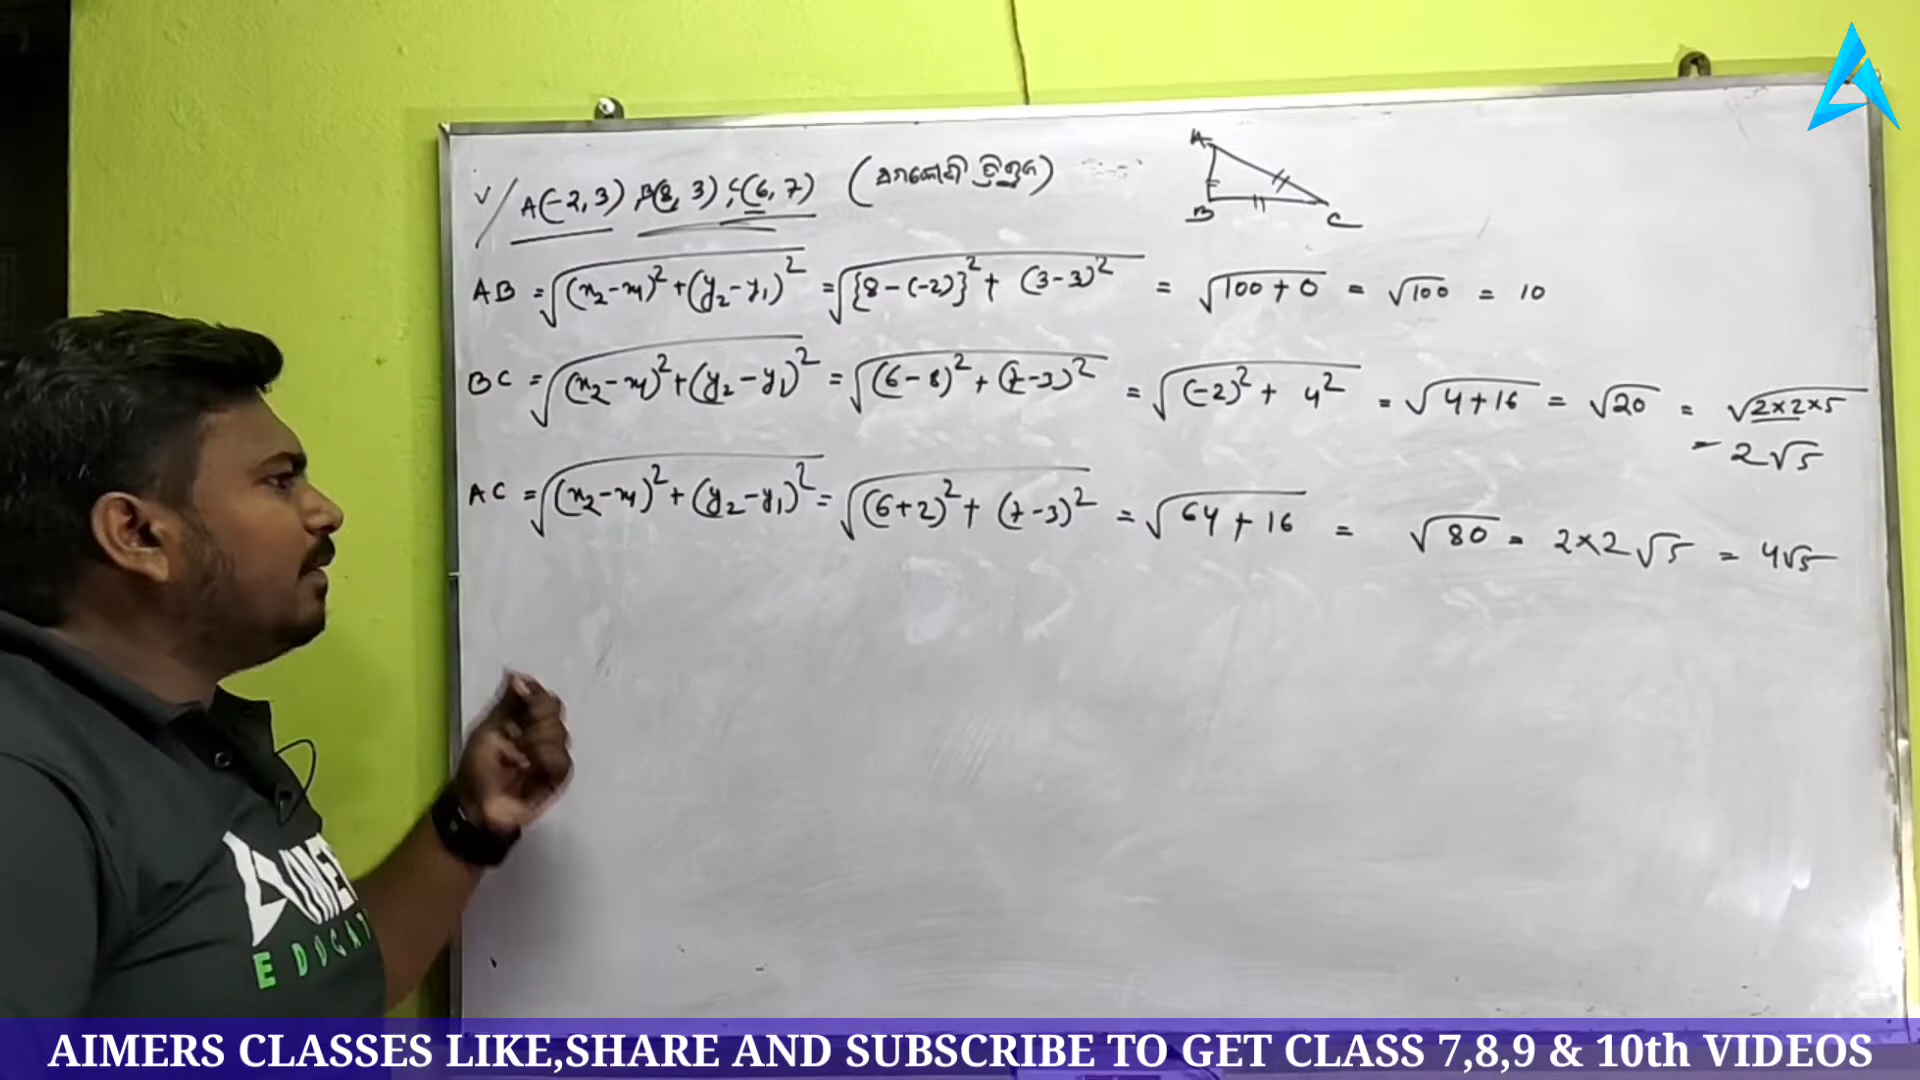 √ A(-2, 3), B(8, 3), C(6, 7) (ସମକୋଣୀ ତ୍ରିଭୁଜ)
A
B
C
AB = √(x₂-x₁)²+(y₂-y₁)² = √{8-(-2)}²+(3-3)² = √100+0 = √100 = 10
BC = √(x₂-x₁)²+(y₂-y₁)² = √(6-8)²+(7-3)² = √(-2)²+4² = √4+16 = √20 = √2×2×5
= 2√5
AC = √(x₂-x₁)²+(y₂-y₁)² = √(6+2)²+(7-3)² = √64+16 = √80 = 2×2√5 = 4√5
AIME
EDUCAT
AIMERS CLASSES LIKE,SHARE AND SUBSCRIBE TO GET CLASS 7,8,9 & 10th VIDEOS